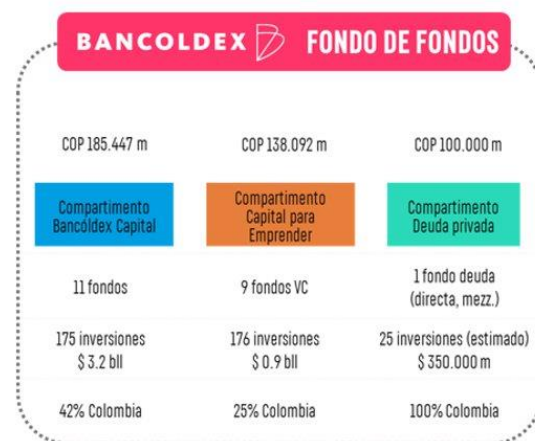 BANCOLDEX FONDO DE FONDOS
COP 185.447 m
COP 138.092 m
COP 100.000 m
Compartimento
Bancóldex Capital
Compartimento
Capital para
Emprender
Compartimento
Deuda privada
11 fondos
9 fondos VC
1 fondo deuda
(directa, mezz.)
175 inversiones
$ 3.2 bll
176 inversiones
$ 0.9 bll
25 inversiones (estimado)
$ 350.000 m
42% Colombia
25% Colombia
100% Colombia